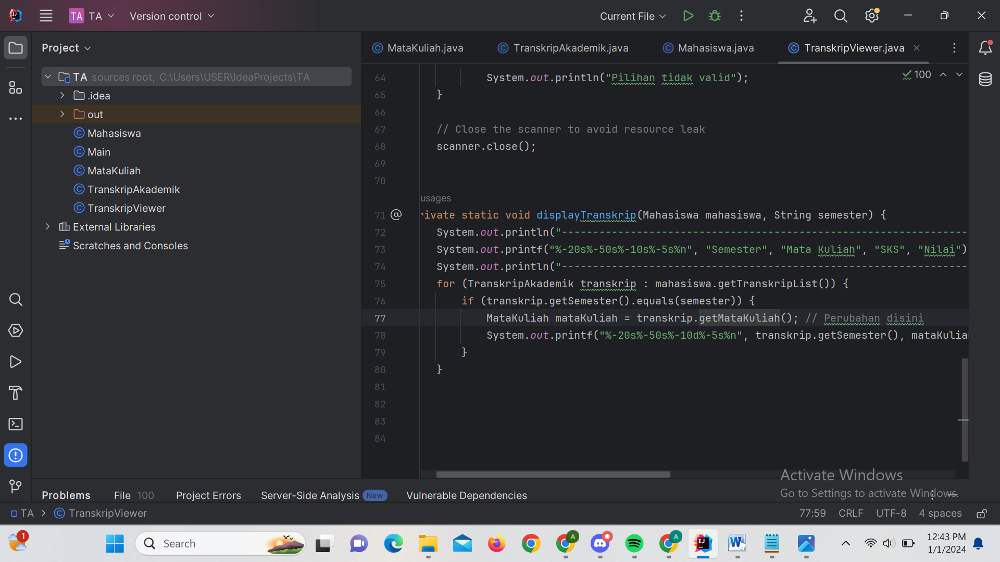 TA TA Version control Current File
Project
MataKuliah.java TranskripAkademik.java Mahasiswa.java TranskripViewer.java
TA sources root, C:\Users\USER\IdeaProjects\TA
.idea
out
Mahasiswa
Main
MataKuliah
TranskripAkademik
TranskripViewer
External Libraries
Scratches and Consoles
100
64 System.out.println("Pilihan tidak valid");
65 }
66
67 // Close the scanner to avoid resource leak
68 scanner.close();
69
70
usages
71 @ rivate static void displayTranskrip(Mahasiswa mahasiswa, String semester) {
72 System.out.println("-----------------------------------------------------------------
73 System.out.printf("%-20s%-50s%-10s%-5s%n", "Semester", "Mata Kuliah", "SKS", "Nilai")
74 System.out.println("-----------------------------------------------------------------
75 for (TranskripAkademik transkrip : mahasiswa.getTranskripList()) {
76 if (transkrip.getSemester().equals(semester)) {
77 MataKuliah mataKuliah = transkrip.getMataKuliah(); // Perubahan disini
78 System.out.printf("%-20s%-50s%-10d%-5s%n", transkrip.getSemester(), mataKulia
79 }
80 }
81
82
83
84
Activate Windows
Go to Settings to activate Windows.
Problems File 100 Project Errors Server-Side Analysis New Vulnerable Dependencies
TA > TranskripViewer 77:59 CRLF UTF-8 4 spaces
1 Search A A 12:43 PM
1/1/2024